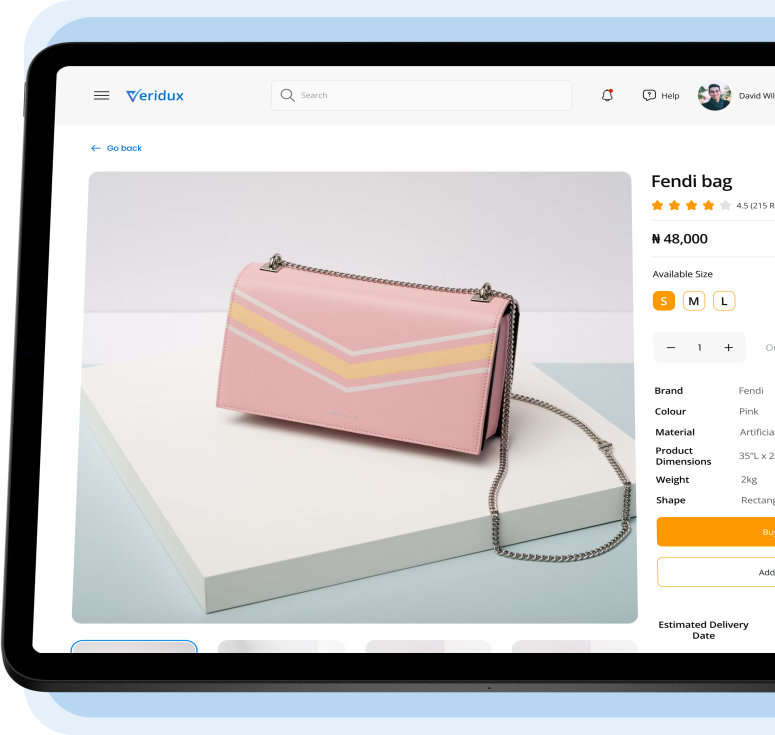 Veridux
Search
Help
David Wil
Go back
Fendi bag
4.5 (215 R
₦ 48,000
Available Size
S M L
− 1 +
Brand Fendi
Colour Pink
Material Artificia
Product Dimensions 35"L x 2
Weight 2kg
Shape Rectang
Bu
Add
Estimated Delivery
Date